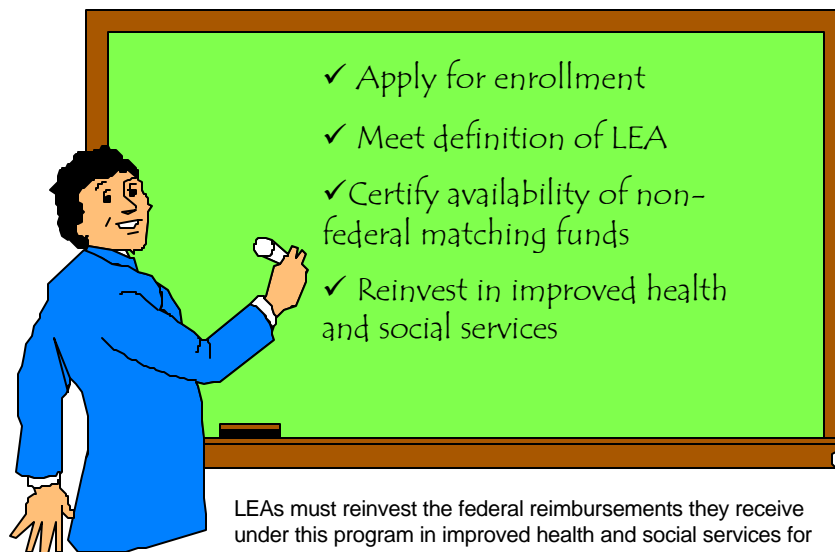 ✓ Apply for enrollment
✓ Meet definition of LEA
✓Certify availability of non-
federal matching funds
✓ Reinvest in improved health
and social services
LEAs must reinvest the federal reimbursements they receive
under this program in improved health and social services for